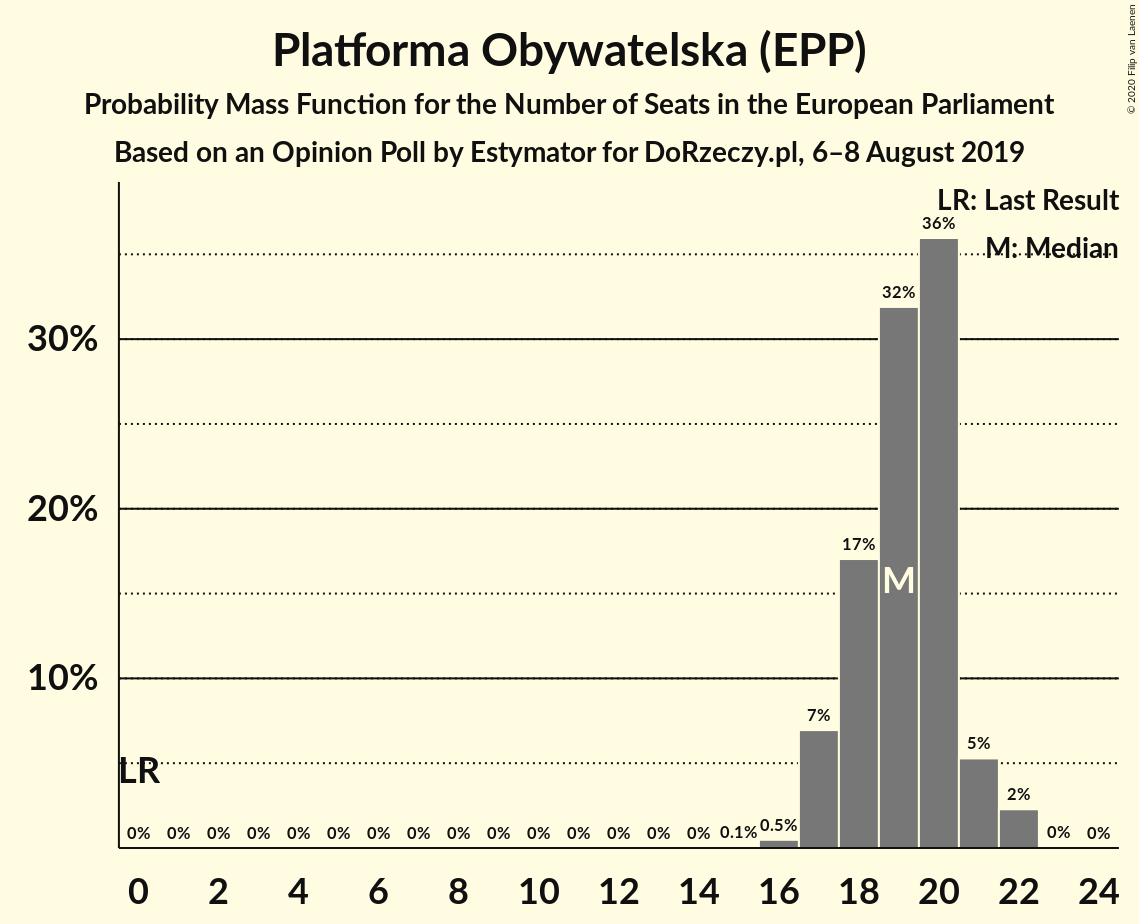 Platforma Obywatelska (EPP)
Probability Mass Function for the Number of Seats in the European Parliament
Based on an Opinion Poll by Estymator for DoRzeczy.pl, 6–8 August 2019
© 2020 Filip van Laenen
LR: Last Result
M: Median
36%
32%
30%
20%
17%
M
10%
7%
5%
LR
2%
0% 0% 0% 0% 0% 0% 0% 0% 0% 0% 0% 0% 0% 0% 0% 0.1% 0.5% 0% 0%
0 2 4 6 8 10 12 14 16 18 20 22 24